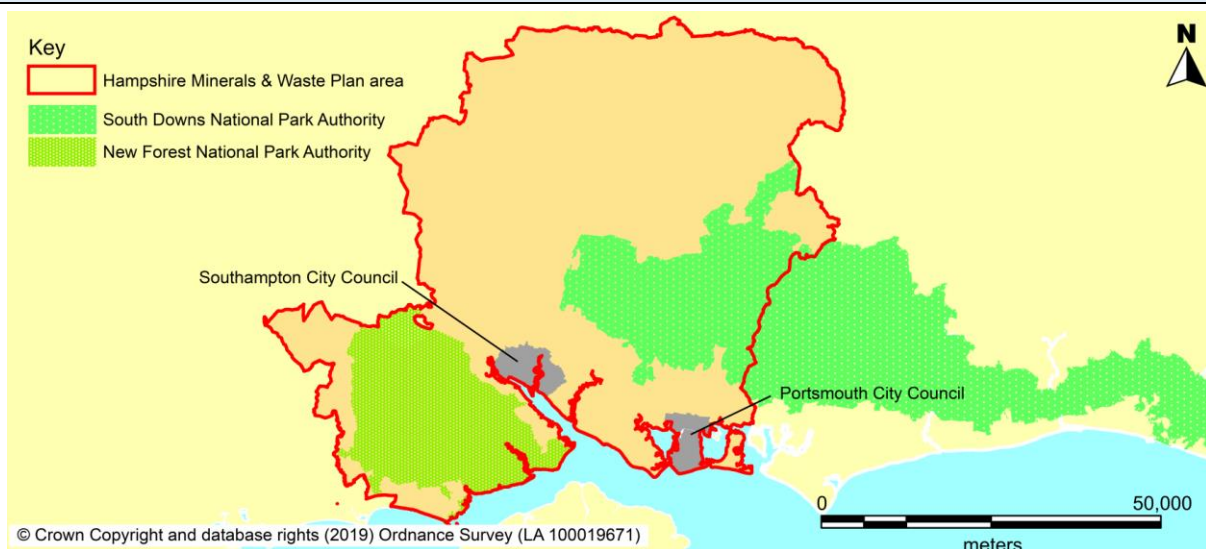 Key
Hampshire Minerals & Waste Plan area
South Downs National Park Authority
New Forest National Park Authority
N
Southampton City Council
Portsmouth City Council
0 50,000
meters
© Crown Copyright and database rights (2019) Ordnance Survey (LA 100019671)